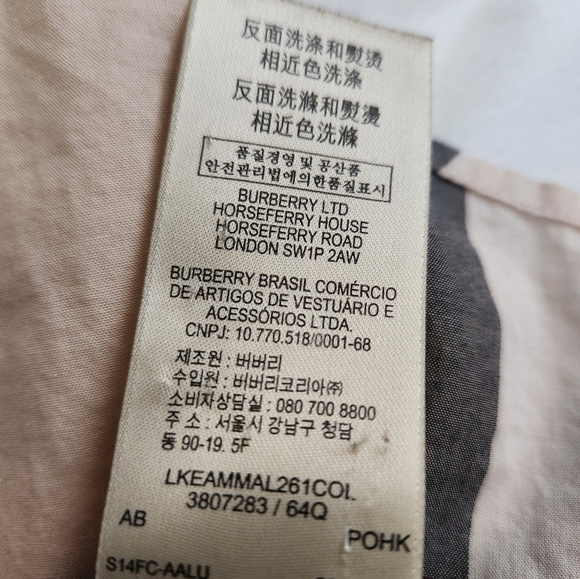 反面洗涤和熨烫
相近色洗涤
反面洗滌和熨燙
相近色洗滌
품질경영 및 공산품
안전관리법에의한품질표시
BURBERRY LTD
HORSEFERRY HOUSE
HORSEFERRY ROAD
LONDON SW1P 2AW
BURBERRY BRASIL COMÉRCIO
DE ARTIGOS DE VESTUÁRIO E
ACESSÓRIOS LTDA.
CNPJ: 10.770.518/0001-68
제조원 : 버버리
수입원 : 버버리코리아㈜
소비자상담실 : 080 700 8800
주 소 : 서울시 강남구 청담
동 90-19. 5F
LKEAMMAL261COL
3807283 / 64Q
AB
POHK
S14FC-AALU